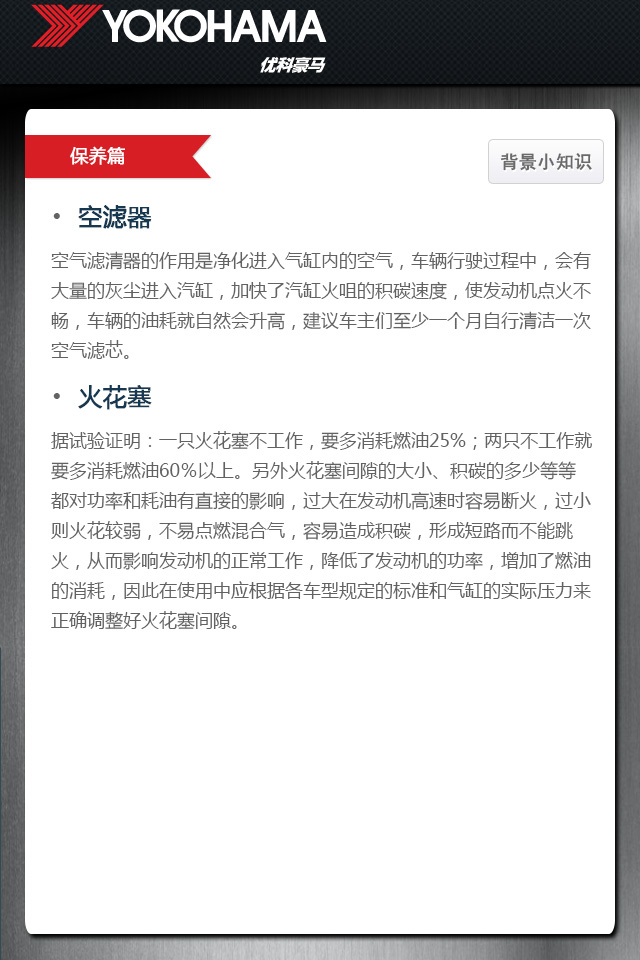 YOKOHAMA
优科豪马
保养篇
背景小知识
• 空滤器
空气滤清器的作用是净化进入气缸内的空气，车辆行驶过程中，会有
大量的灰尘进入汽缸，加快了汽缸火咀的积碳速度，使发动机点火不
畅，车辆的油耗就自然会升高，建议车主们至少一个月自行清洁一次
空气滤芯。
• 火花塞
据试验证明：一只火花塞不工作，要多消耗燃油25%；两只不工作就
要多消耗燃油60%以上。另外火花塞间隙的大小、积碳的多少等等
都对功率和耗油有直接的影响，过大在发动机高速时容易断火，过小
则火花较弱，不易点燃混合气，容易造成积碳，形成短路而不能跳
火，从而影响发动机的正常工作，降低了发动机的功率，增加了燃油
的消耗，因此在使用中应根据各车型规定的标准和气缸的实际压力来
正确调整好火花塞间隙。